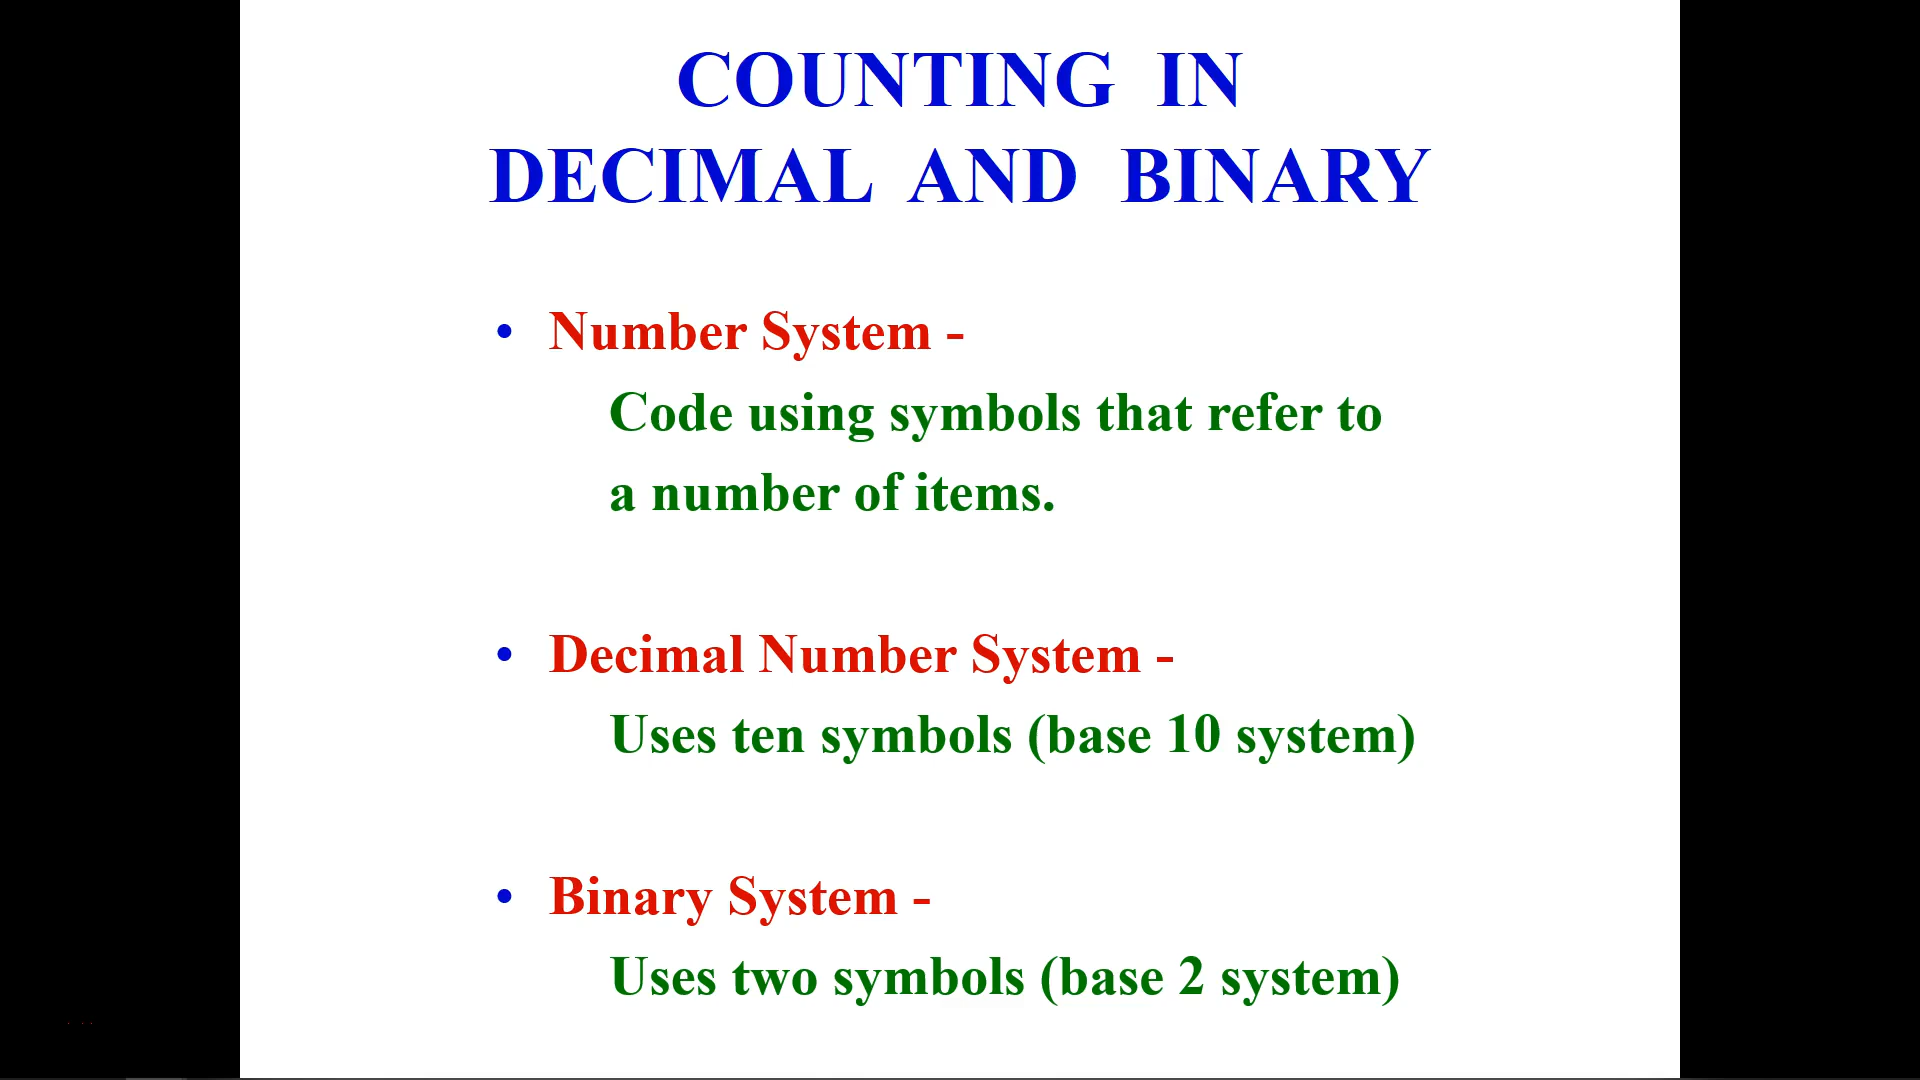 COUNTING IN
DECIMAL AND BINARY
• Number System -
Code using symbols that refer to
a number of items.
• Decimal Number System -
Uses ten symbols (base 10 system)
• Binary System -
Uses two symbols (base 2 system)